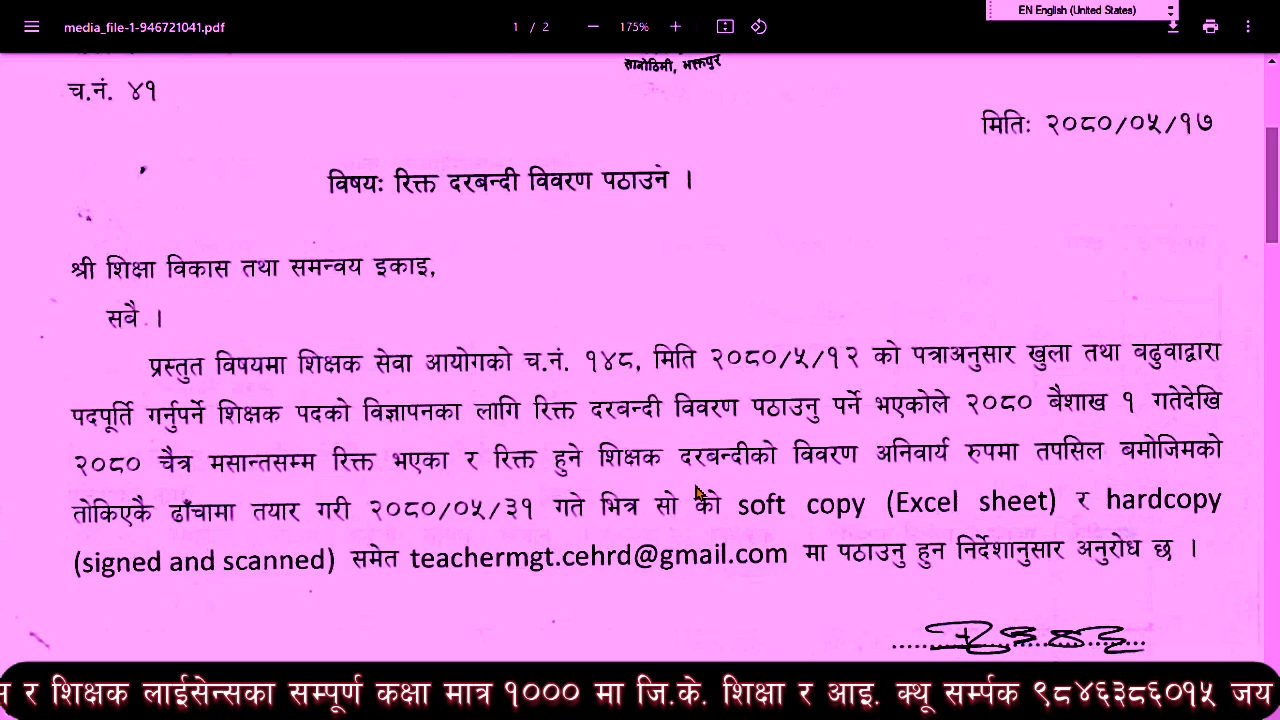 EN English (United States)
media_file-1-946721041.pdf 1 / 2 175%
सानोठिमी, भक्तपुर
च.नं. ४१
मितिः २०८०/०५/१७
विषयः रिक्त दरबन्दी विवरण पठाउने ।
श्री शिक्षा विकास तथा समन्वय इकाइ,
सबै ।
प्रस्तुत विषयमा शिक्षक सेवा आयोगको च.नं. १४८, मिति २०८०/५/१२ को पत्राअनुसार खुला तथा बढुवाद्वारा
पदपूर्ति गर्नुपर्ने शिक्षक पदको विज्ञापनका लागि रिक्त दरबन्दी विवरण पठाउनु पर्ने भएकोले २०८० बैशाख १ गतेदेखि
२०८० चैत्र मसान्तसम्म रिक्त भएका र रिक्त हुने शिक्षक दरबन्दीको विवरण अनिवार्य रुपमा तपसिल बमोजिमको
तोकिएकै ढाँचामा तयार गरी २०८०/०५/३१ गते भित्र सो को soft copy (Excel sheet) र hardcopy
(signed and scanned) समेत teachermgt.cehrd@gmail.com मा पठाउनु हुन निर्देशानुसार अनुरोध छ ।
र शिक्षक लाईसेन्सका सम्पूर्ण कक्षा मात्र १००० मा जि.के. शिक्षा र आइ. क्यू सर्म्पक ९८४६३८६०१५ जय